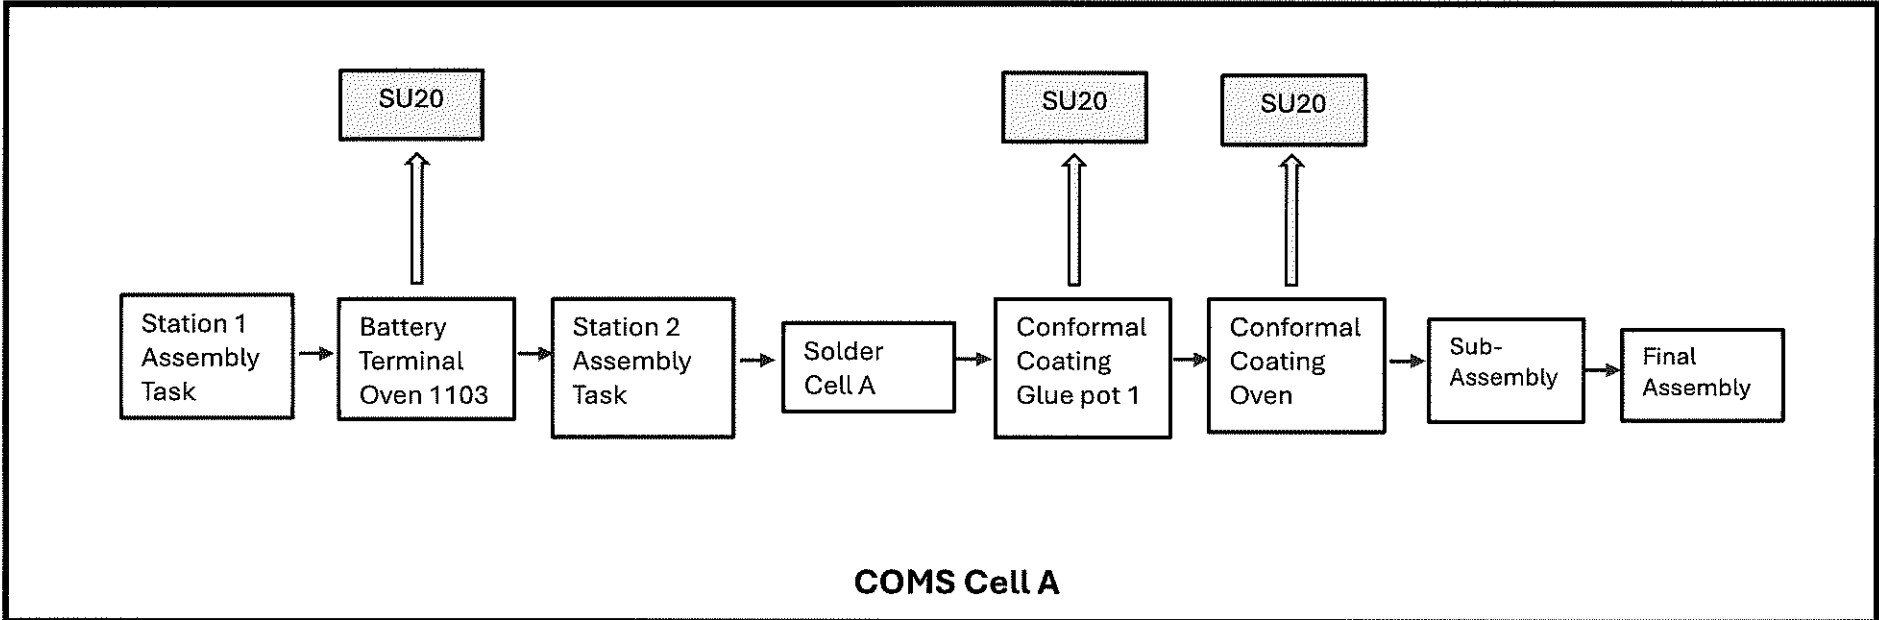 SU20
SU20
SU20
Station 1
Assembly
Task
Battery
Terminal
Oven 1103
Station 2
Assembly
Task
Solder
Cell A
Conformal
Coating
Glue pot 1
Conformal
Coating
Oven
Sub-
Assembly
Final
Assembly
COMS Cell A